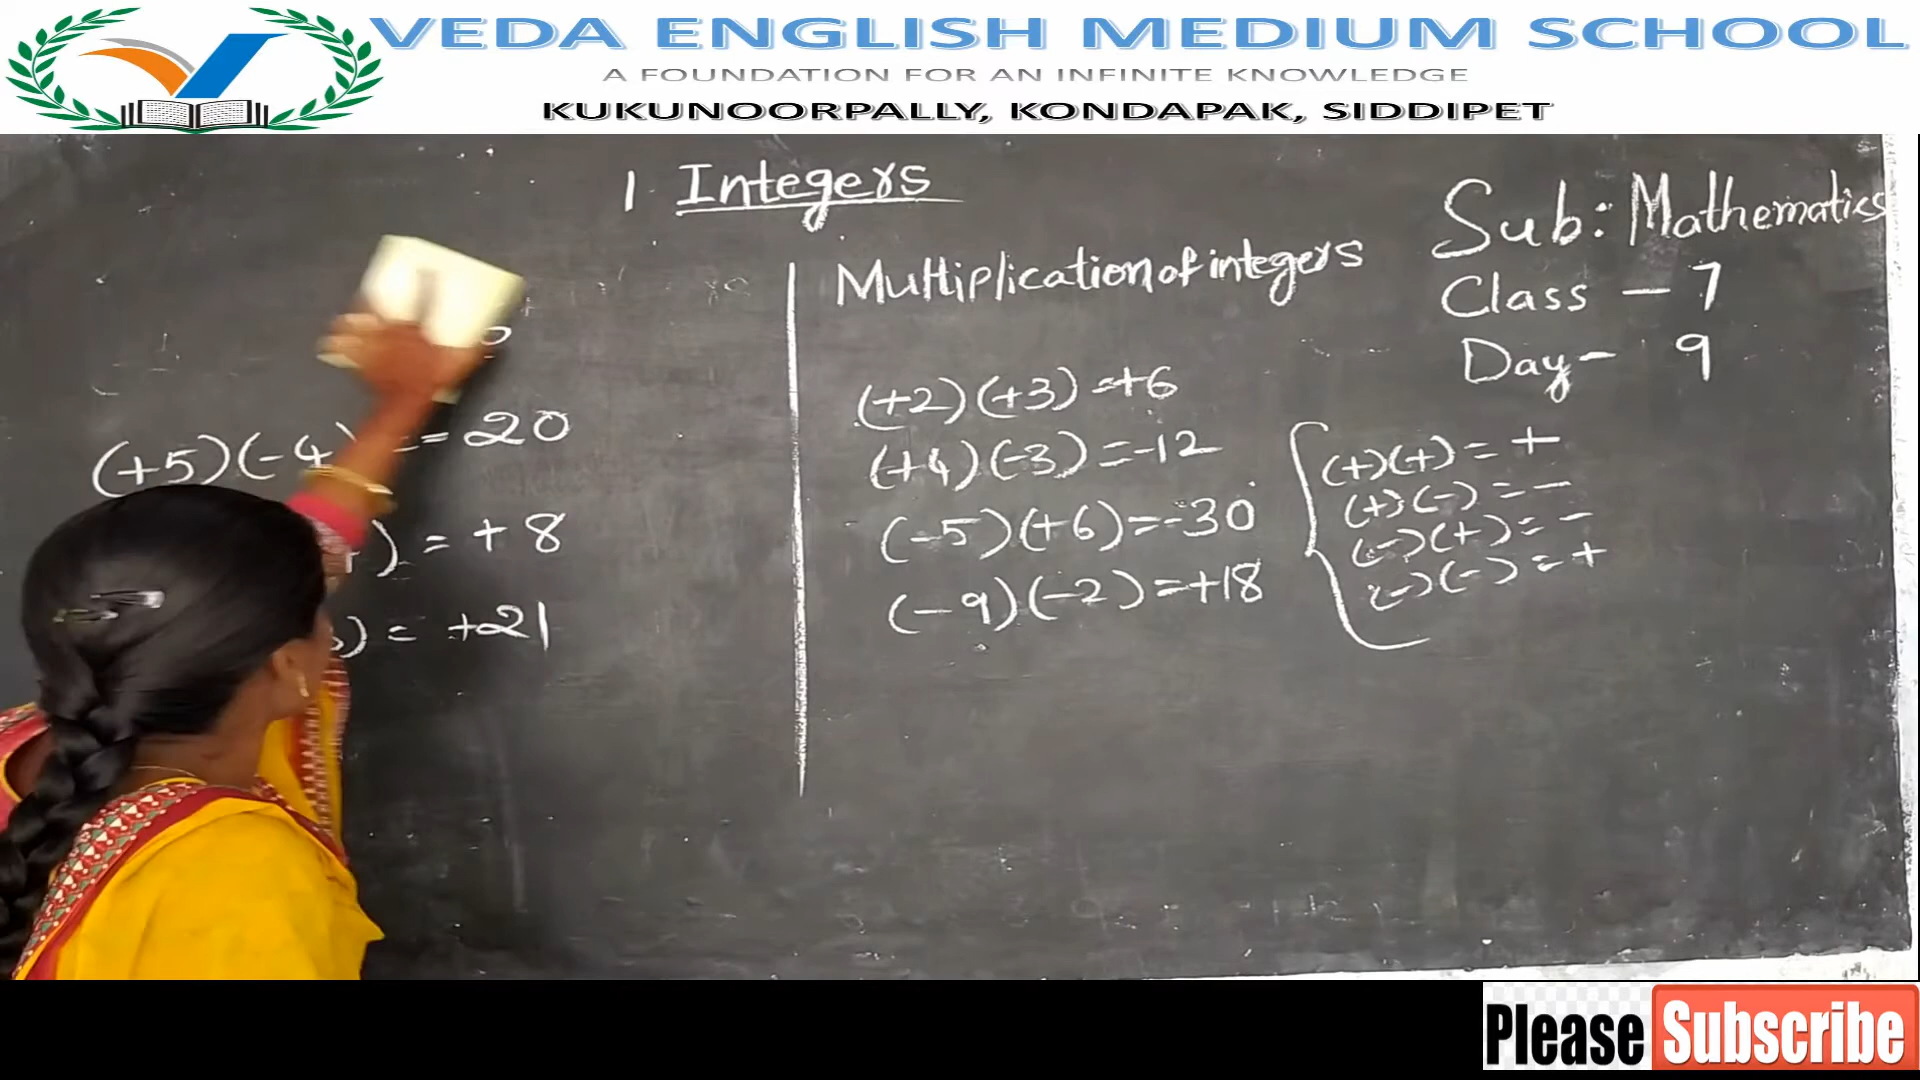 VEDA ENGLISH MEDIUM SCHOOL
A FOUNDATION FOR AN INFINITE KNOWLEDGE
KUKUNOORPALLY, KONDAPAK, SIDDIPET
1 Integers
Sub: Mathematics
Class - 7
Day - 9
(+5)(-4) = -20
) = +8
) = +21
Multiplication of integers
(+2)(+3)=+6
(+4)(-3)=-12
(-5)(+6)=-30
(-9)(-2)=+18
(+)(+) = +
(+)(-) = -
(-)(+) = -
(-)(-) = +
Please Subscribe